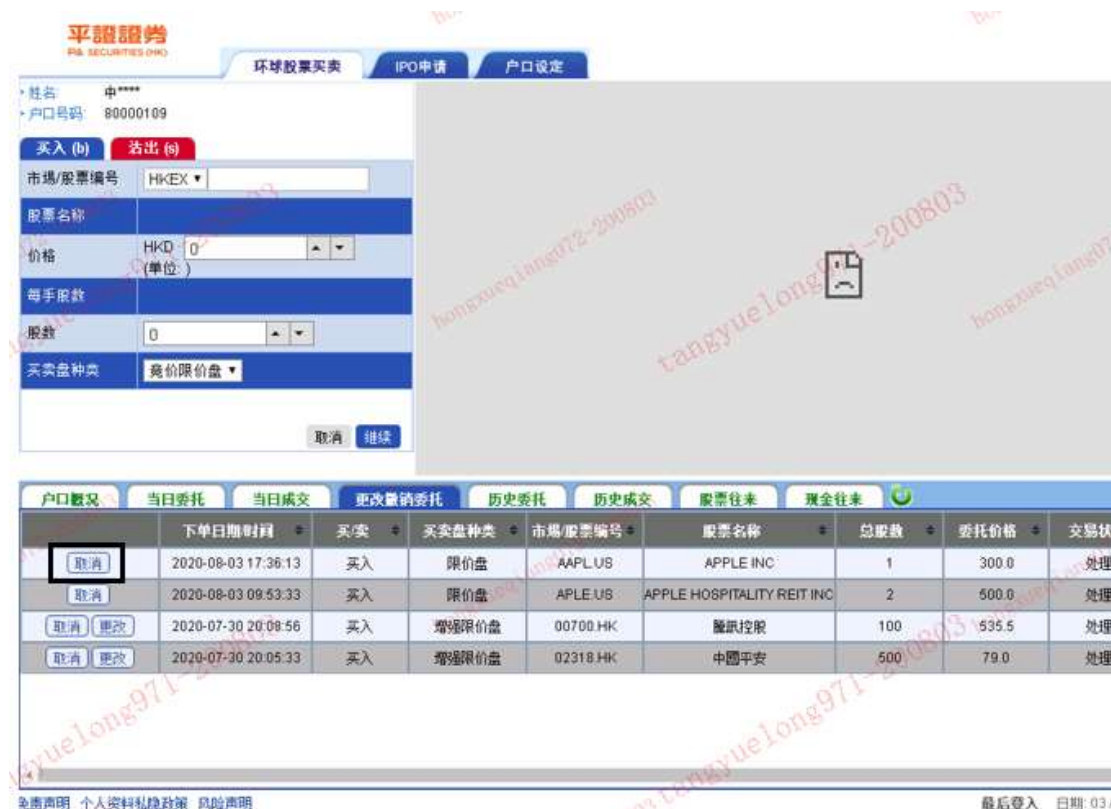 平證證券
PA SECURITIES (HK)
环球股票买卖 IPO申请 户口设定
姓名: 中****
户口号码: 80000109
买入 (b) 沽出 (s)
市場/股票编号 HKEX
股票名称
价格 HKD 0
(单位: )
每手股数
股数 0
买卖盘种类 竞价限价盘
取消 继续
户口概况 当日委托 当日成交 更改撤销委托 历史委托 历史成交 股票往来 现金往来
下单日期/时间 买/卖 买卖盘种类 市場/股票编号 股票名称 总股数 委托价格 交易状
取消 2020-08-03 17:36:13 买入 限价盘 AAPL.US APPLE INC 1 300.0 处理
取消 2020-08-03 09:53:33 买入 限价盘 APLE.US APPLE HOSPITALITY REIT INC 2 500.0 处理
取消 更改 2020-07-30 20:08:56 买入 增强限价盘 00700.HK 騰訊控股 100 535.5 处理
取消 更改 2020-07-30 20:05:33 买入 增强限价盘 02318.HK 中國平安 500 79.0 处理
免责声明 个人资料私隐政策 风险声明 最后登入 日期: 03
hongxueqiang072-200803
tangyuelong971-200803